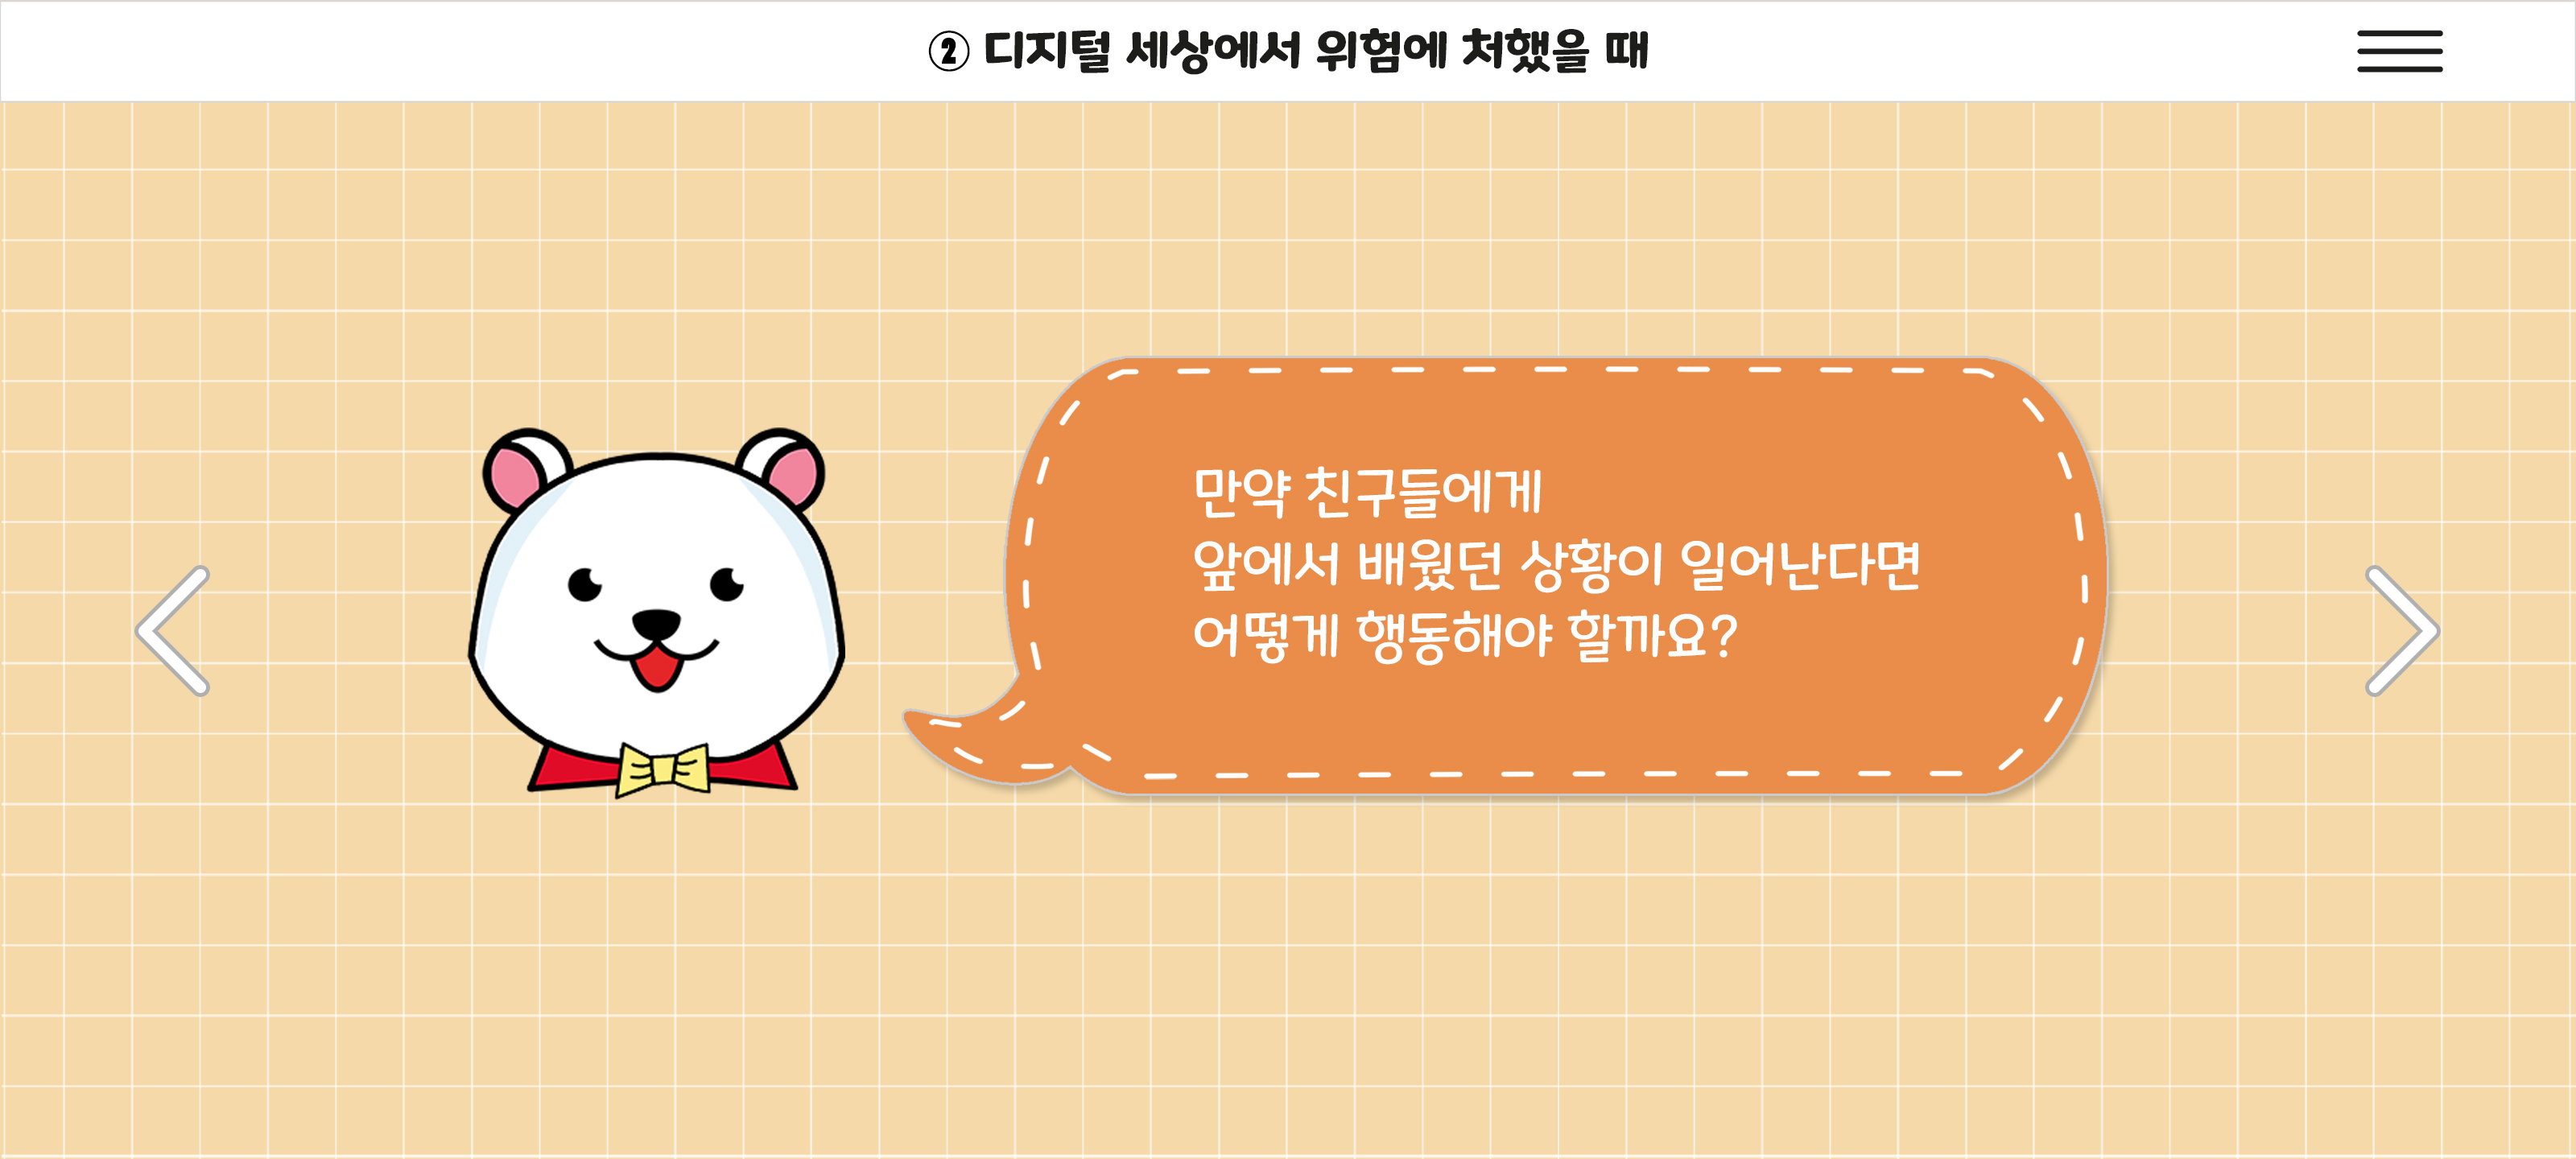 ② 디지털 세상에서 위험에 처했을 때
만약 친구들에게
앞에서 배웠던 상황이 일어난다면
어떻게 행동해야 할까요?